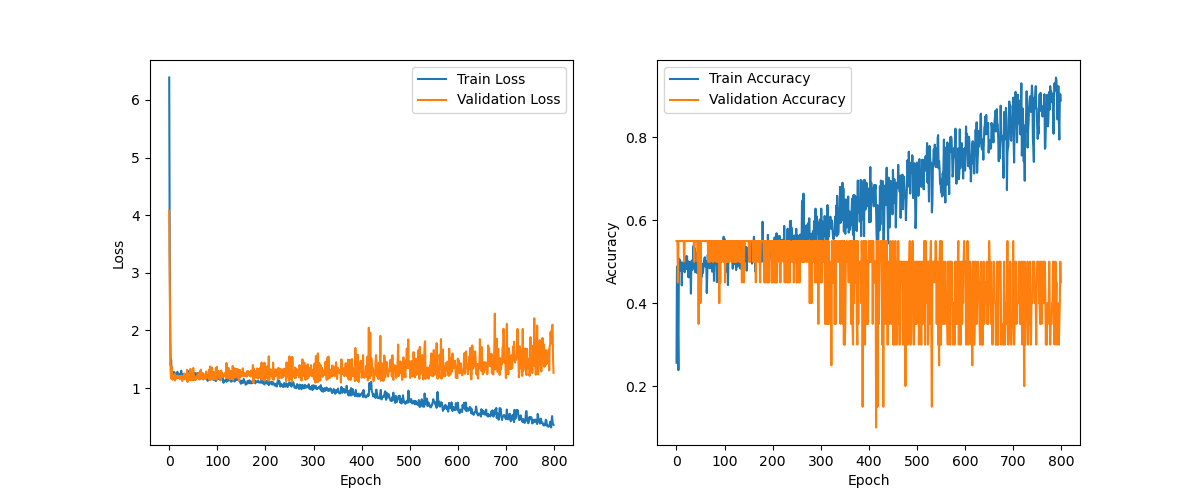 Train Loss
Validation Loss
6
5
4
3
2
1
Loss
0 100 200 300 400 500 600 700 800
Epoch
Train Accuracy
Validation Accuracy
0.8
0.6
0.4
0.2
Accuracy
0 100 200 300 400 500 600 700 800
Epoch